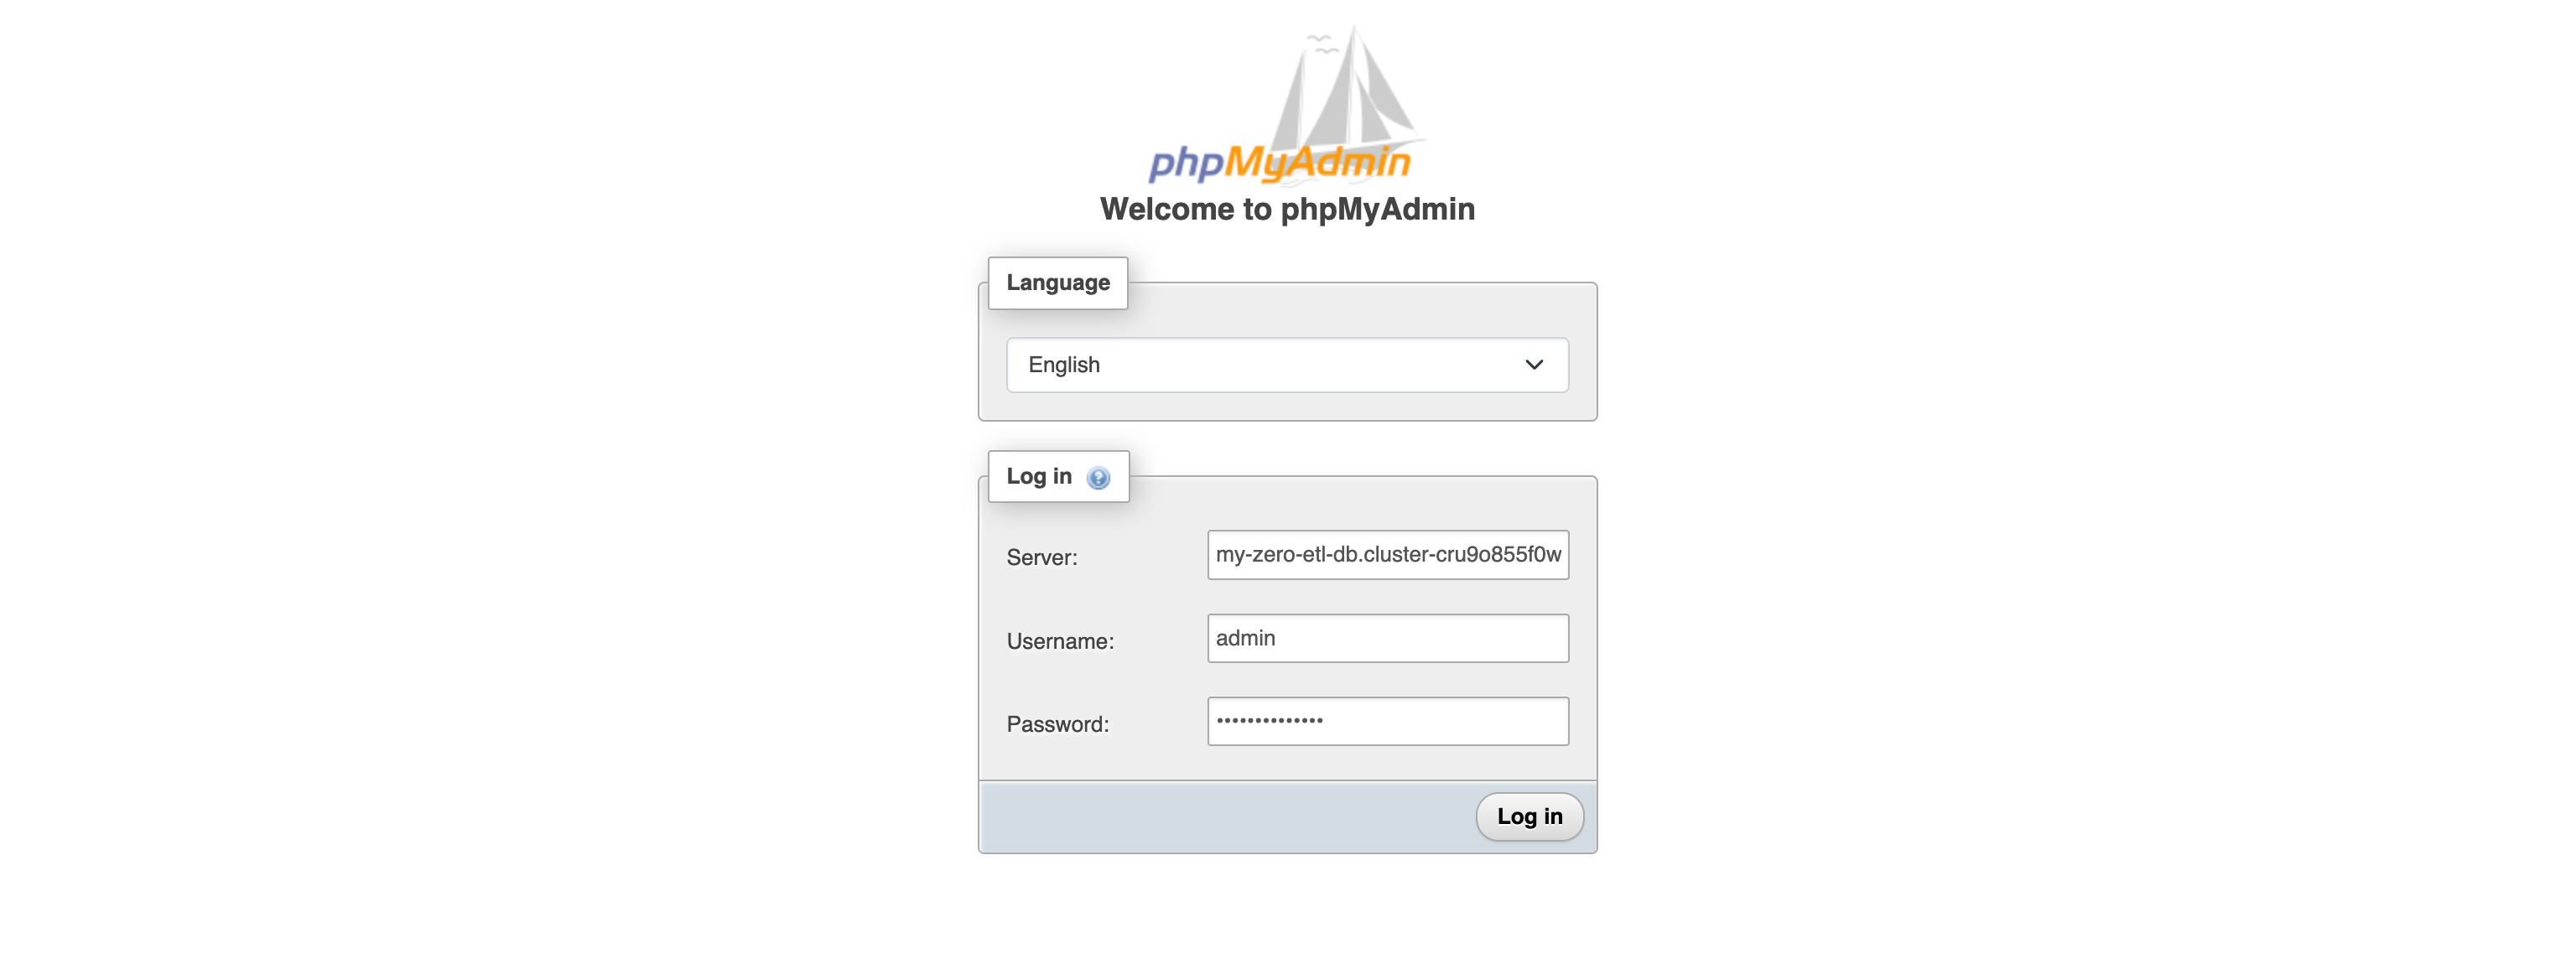 phpMyAdmin
Welcome to phpMyAdmin
Language
English
Log in
Server: my-zero-etl-db.cluster-cru9o855f0w
Username: admin
Password: ••••••••••••••
Log in